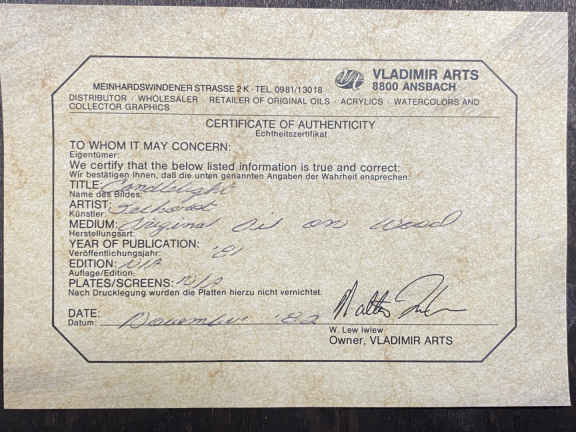 VLADIMIR ARTS
8800 ANSBACH
MEINHARDSWINDENER STRASSE 2 K · TEL 0981/13018
DISTRIBUTOR · WHOLESALER · RETAILER OF ORIGINAL OILS · ACRYLICS · WATERCOLORS AND
COLLECTOR GRAPHICS
CERTIFICATE OF AUTHENTICITY
Echtheitszertifikat
TO WHOM IT MAY CONCERN:
Eigentümer:
We certify that the below listed information is true and correct:
Wir bestätigen Ihnen, daß die unten genannten Angaben der Wahrheit ensprechen:
TITLE: Candlelight
Name des Bildes:
ARTIST:
Künstler:
MEDIUM: Original Oil on Wood
Herstellungsart:
YEAR OF PUBLICATION: '81
Veröffentlichungsjahr:
EDITION: N/A
Auflage/Edition:
PLATES/SCREENS: N/A
Nach Drucklegung wurden die Platten hierzu nicht vernichtet.
DATE: November '82
Datum:
W. Lew Iwlew
Owner, VLADIMIR ARTS